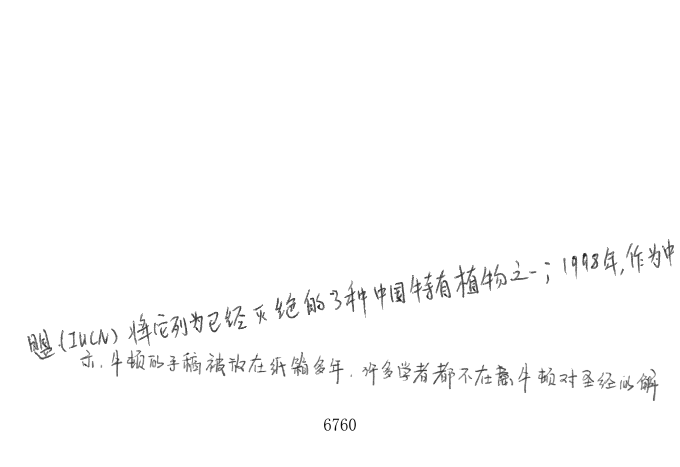 盟(IUCN)将它列为已经灭绝的3种中国特有植物之一；1998年,作为中
示,牛顿的手稿被放在纸箱多年,许多学者都不在意牛顿对圣经的解
6760